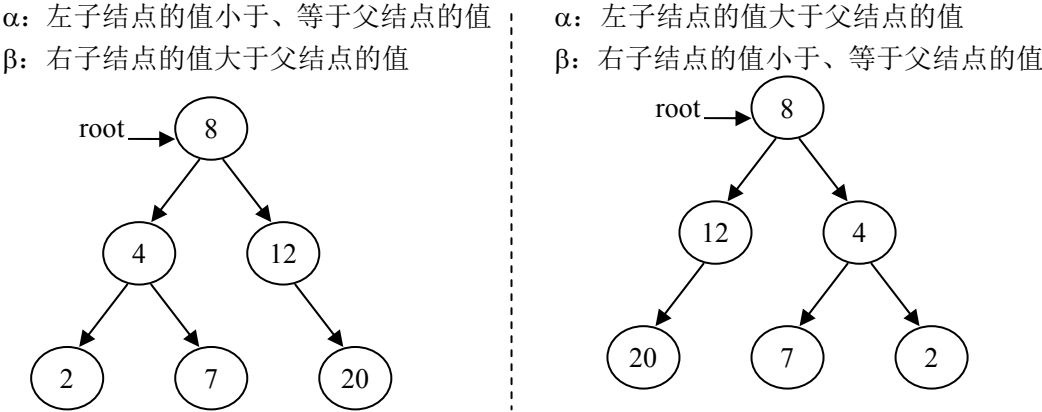 α：左子结点的值小于、等于父结点的值
β：右子结点的值大于父结点的值
root
8
4
12
2
7
20
α：左子结点的值大于父结点的值
β：右子结点的值小于、等于父结点的值
root
8
12
4
20
7
2